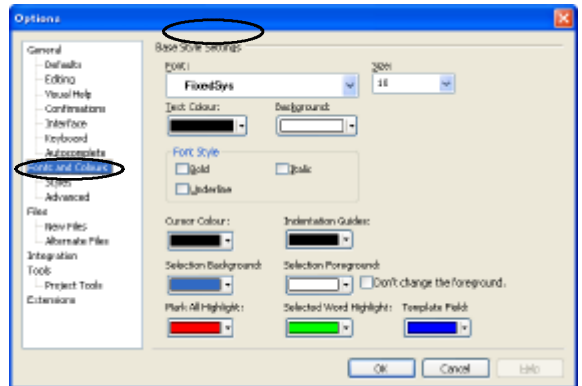 Options
General
Defaults
Editing
Visual Help
Confirmations
Interface
Keyboard
Autocomplete
Fonts and Colours
Styles
Advanced
Files
New Files
Alternate Files
Integration
Tools
Project Tools
Extensions
Base Style Settings
Font: Size:
FixedSys 10
Text Colour: Background:
Font Style
Bold Italic
Underline
Cursor Colour: Indentation Guides:
Selection Background: Selection Foreground:
Don't change the foreground.
Mark All Highlight: Selected Word Highlight: Template Field:
OK Cancel Help